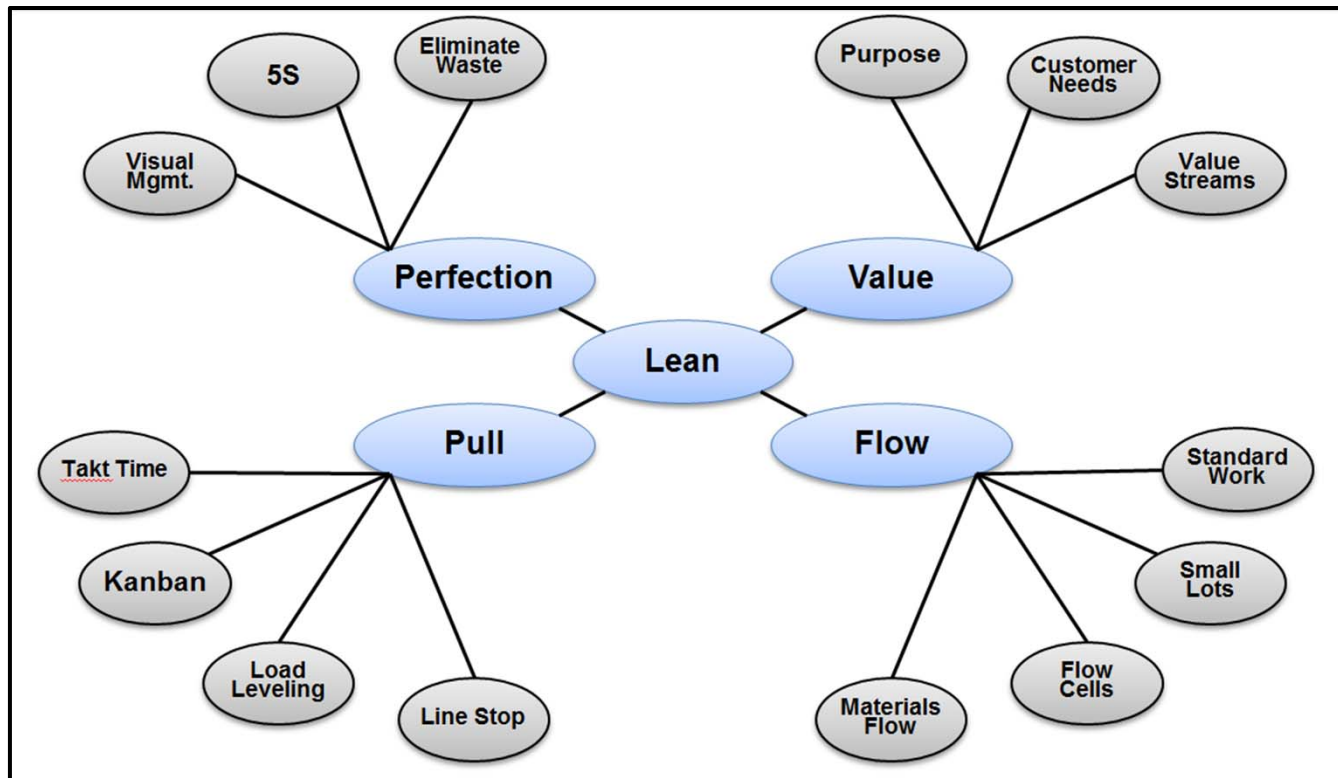 5S
Eliminate
Waste
Purpose
Customer
Needs
Visual
Mgmt.
Value
Streams
Perfection
Value
Lean
Pull
Flow
Takt Time
Standard
Work
Kanban
Small
Lots
Load
Leveling
Line Stop
Materials
Flow
Flow
Cells